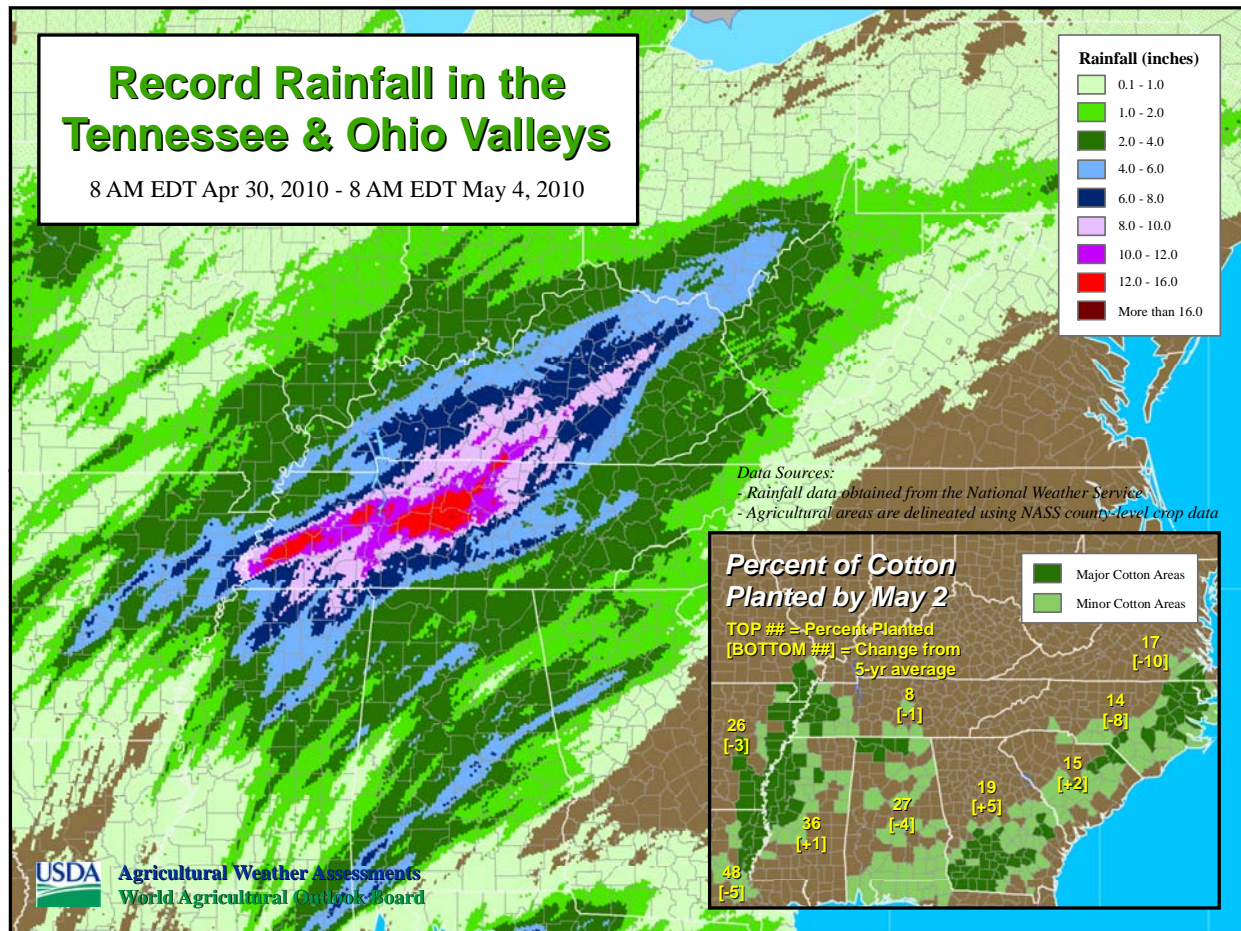 Record Rainfall in the
Tennessee & Ohio Valleys
8 AM EDT Apr 30, 2010 - 8 AM EDT May 4, 2010
Rainfall (inches)
0.1 - 1.0
1.0 - 2.0
2.0 - 4.0
4.0 - 6.0
6.0 - 8.0
8.0 - 10.0
10.0 - 12.0
12.0 - 16.0
More than 16.0
Data Sources:
- Rainfall data obtained from the National Weather Service
- Agricultural areas are delineated using NASS county-level crop data
Percent of Cotton
Planted by May 2
TOP ## = Percent Planted
[BOTTOM ##] = Change from
5-yr average
Major Cotton Areas
Minor Cotton Areas
17
[-10]
8
[-1]
14
[-8]
26
[-3]
15
[+2]
19
[+5]
27
[-4]
36
[+1]
48
[-5]
USDA
Agricultural Weather Assessments
World Agricultural Outlook Board